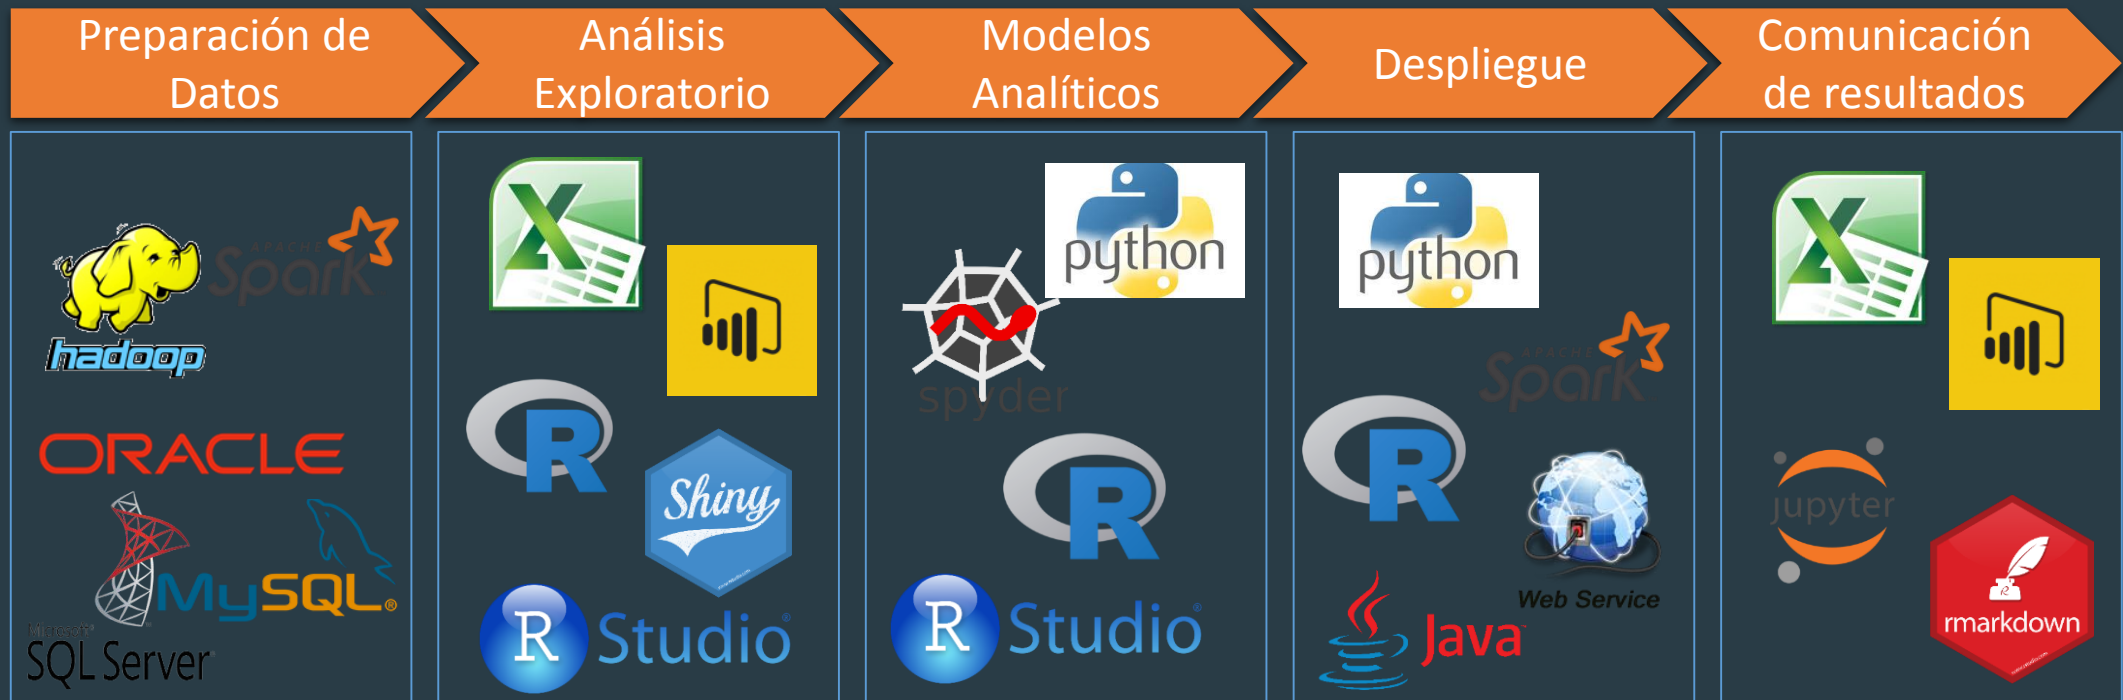 Preparación de
Datos
Análisis
Exploratorio
Modelos
Analíticos
Despliegue
Comunicación
de resultados
hadoop
APACHE
Spark
ORACLE
MySQL®
Microsoft®
SQL Server
X
R
Shiny
R Studio®
python
spyder
R
R Studio®
python
APACHE
Spark
R
Web Service
Java
X
jupyter
rmarkdown